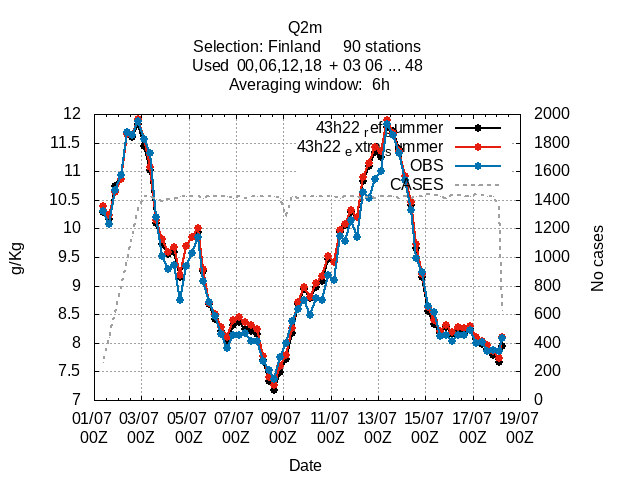 Q2m
Selection: Finland 90 stations
Used 00,06,12,18 + 03 06 ... 48
Averaging window: 6h
43h22_ref_summer
43h22_extr_summer
OBS
CASES
12
11.5
11
10.5
10
9.5
9
8.5
8
7.5
7
2000
1800
1600
1400
1200
1000
800
600
400
200
0
g/Kg
No cases
01/07 03/07 05/07 07/07 09/07 11/07 13/07 15/07 17/07 19/07
00Z 00Z 00Z 00Z 00Z 00Z 00Z 00Z 00Z 00Z
Date